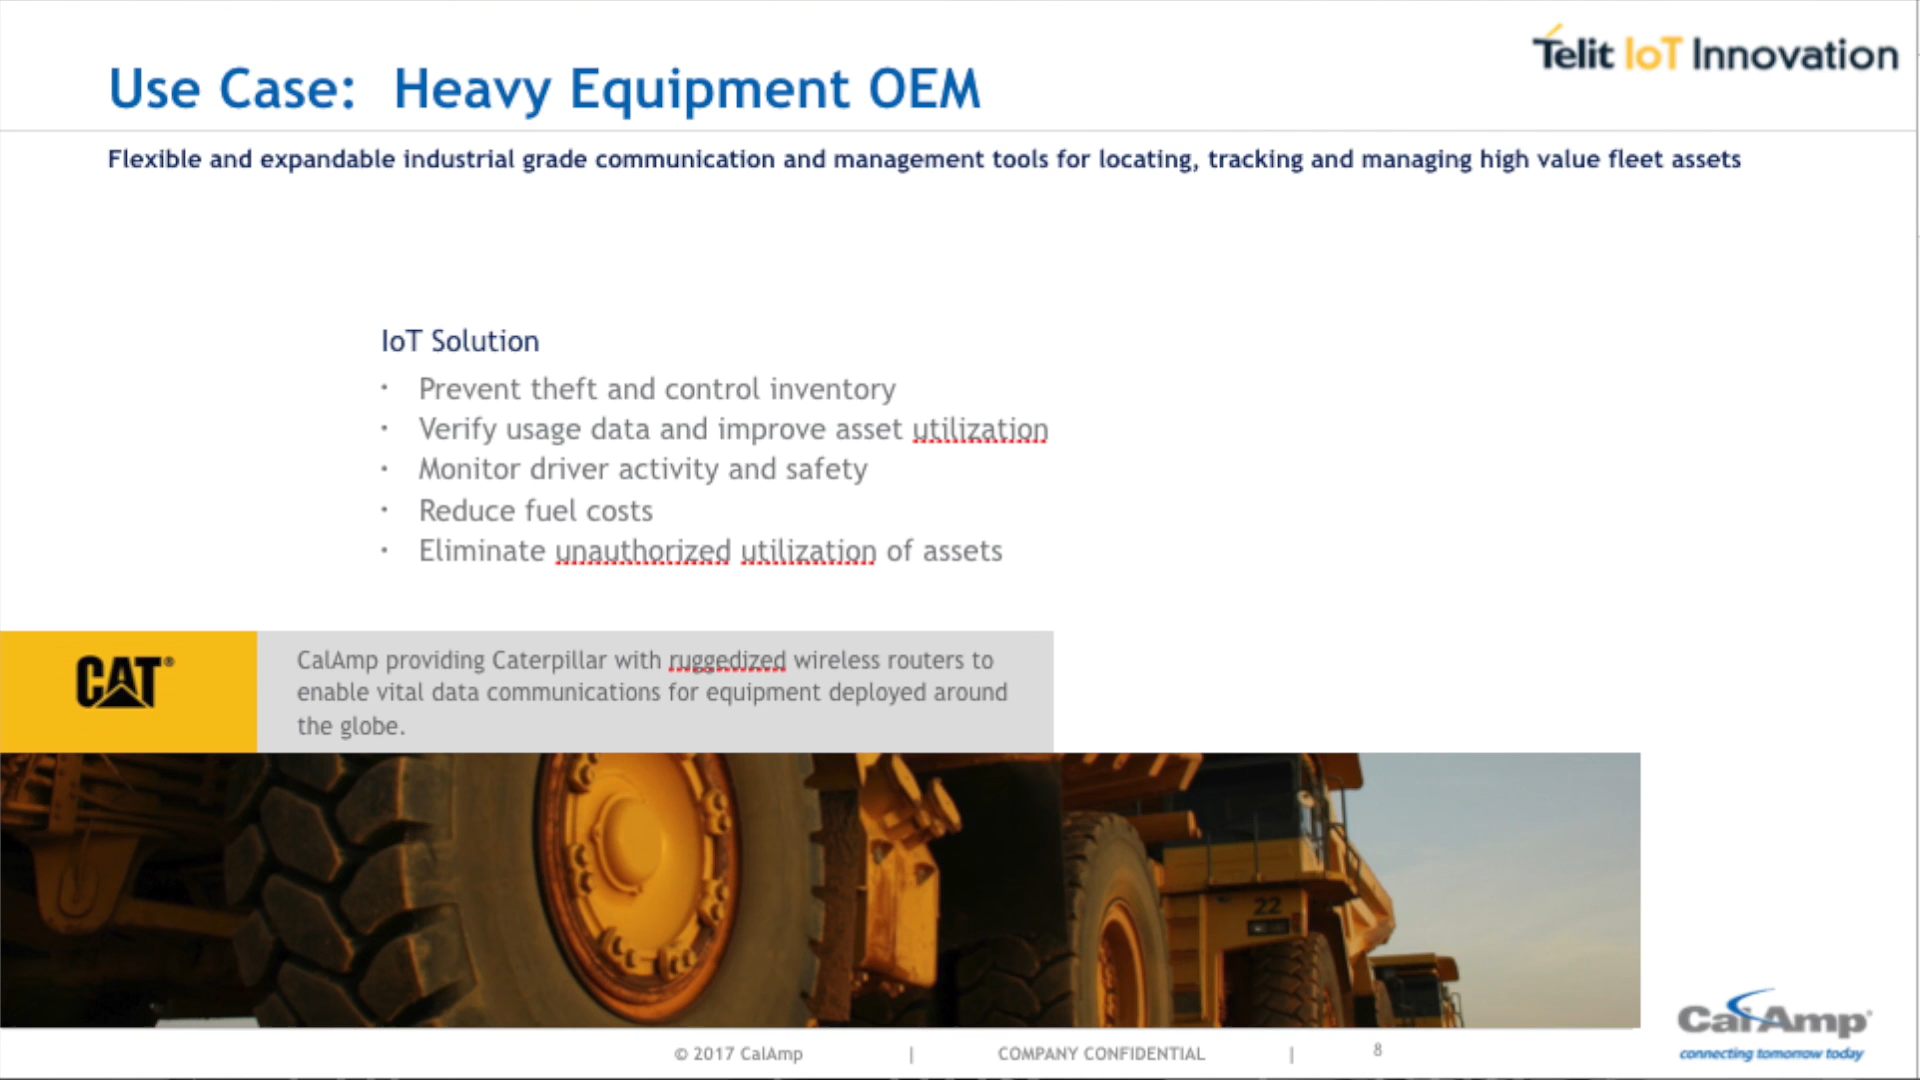 Telit IoT Innovation
Use Case: Heavy Equipment OEM
Flexible and expandable industrial grade communication and management tools for locating, tracking and managing high value fleet assets
IoT Solution
· Prevent theft and control inventory
· Verify usage data and improve asset utilization
· Monitor driver activity and safety
· Reduce fuel costs
· Eliminate unauthorized utilization of assets
CAT®
CalAmp providing Caterpillar with ruggedized wireless routers to
enable vital data communications for equipment deployed around
the globe.
22
CalAmp®
connecting tomorrow today
© 2017 CalAmp | COMPANY CONFIDENTIAL | 8